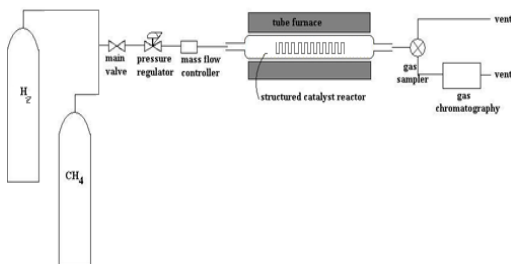 tube furnace
vent
main
valve
pressure
regulator
mass flow
controller
structured catalyst reactor
gas
sampler
vent
gas
chromatography
H2
CH4